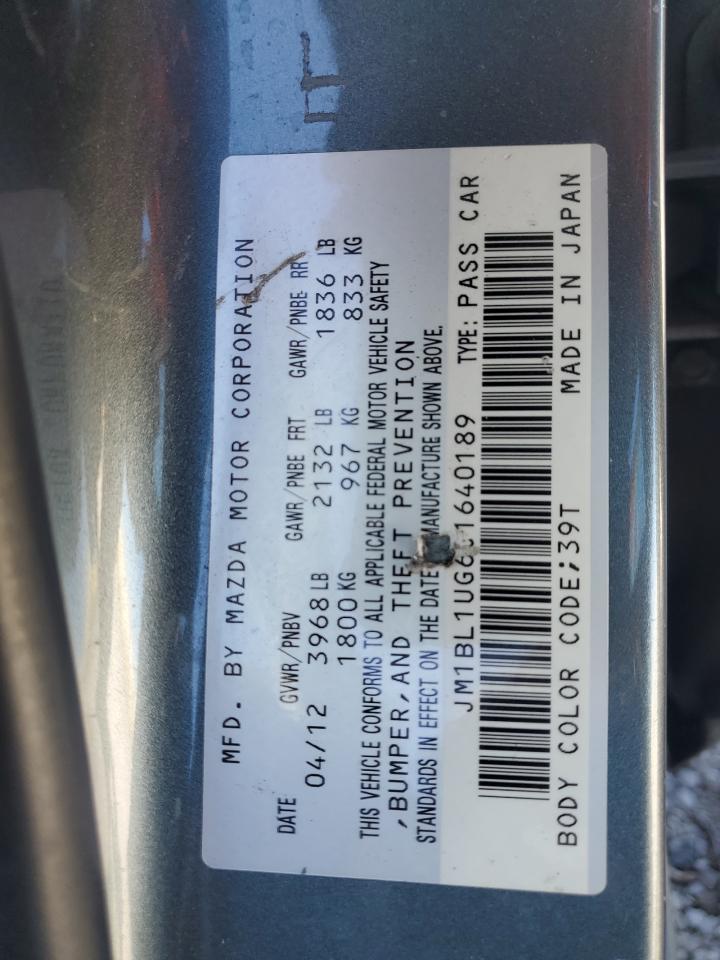 MFD. BY MAZDA MOTOR CORPORATION
DATE GVWR/PNBV GAWR/PNBE FRT GAWR/PNBE RR
04/12 3968 LB 2132 LB 1836 LB
1800 KG 967 KG 833 KG
THIS VEHICLE CONFORMS TO ALL APPLICABLE FEDERAL MOTOR VEHICLE SAFETY
,BUMPER,AND THEFT PREVENTION
STANDARDS IN EFFECT ON THE DATE MANUFACTURE SHOWN ABOVE.
TYPE: PASS CAR
BODY COLOR CODE;39T MADE IN JAPAN